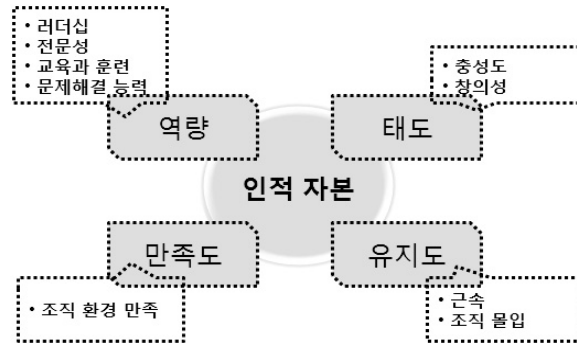 • 러더십
• 전문성
• 교육과 훈련
• 문제해결 능력
• 충성도
• 창의성
역량
태도
인적 자본
만족도
유지도
• 조직 환경 만족
• 근속
• 조직 몰입